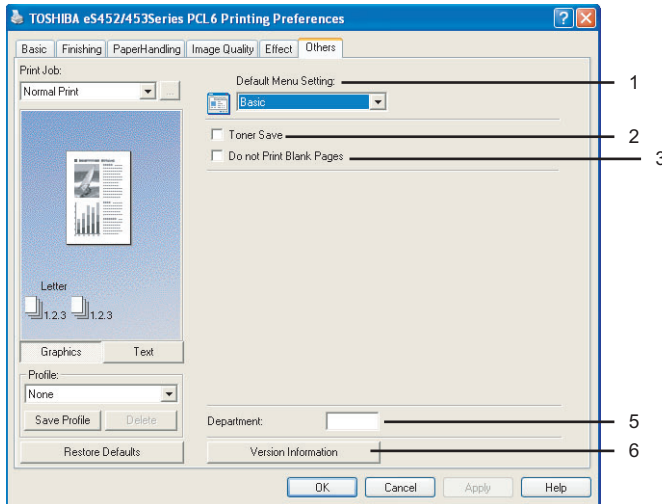 TOSHIBA eS452/453Series PCL6 Printing Preferences
Basic Finishing PaperHandling Image Quality Effect Others
Print Job:
Normal Print
...
Default Menu Setting:
1
Basic
Toner Save
2
Do not Print Blank Pages
3
Letter
1.2.3 1.2.3
Graphics Text
Profile:
None
Save Profile Delete
Department:
5
Restore Defaults
Version Information
6
OK Cancel Apply Help